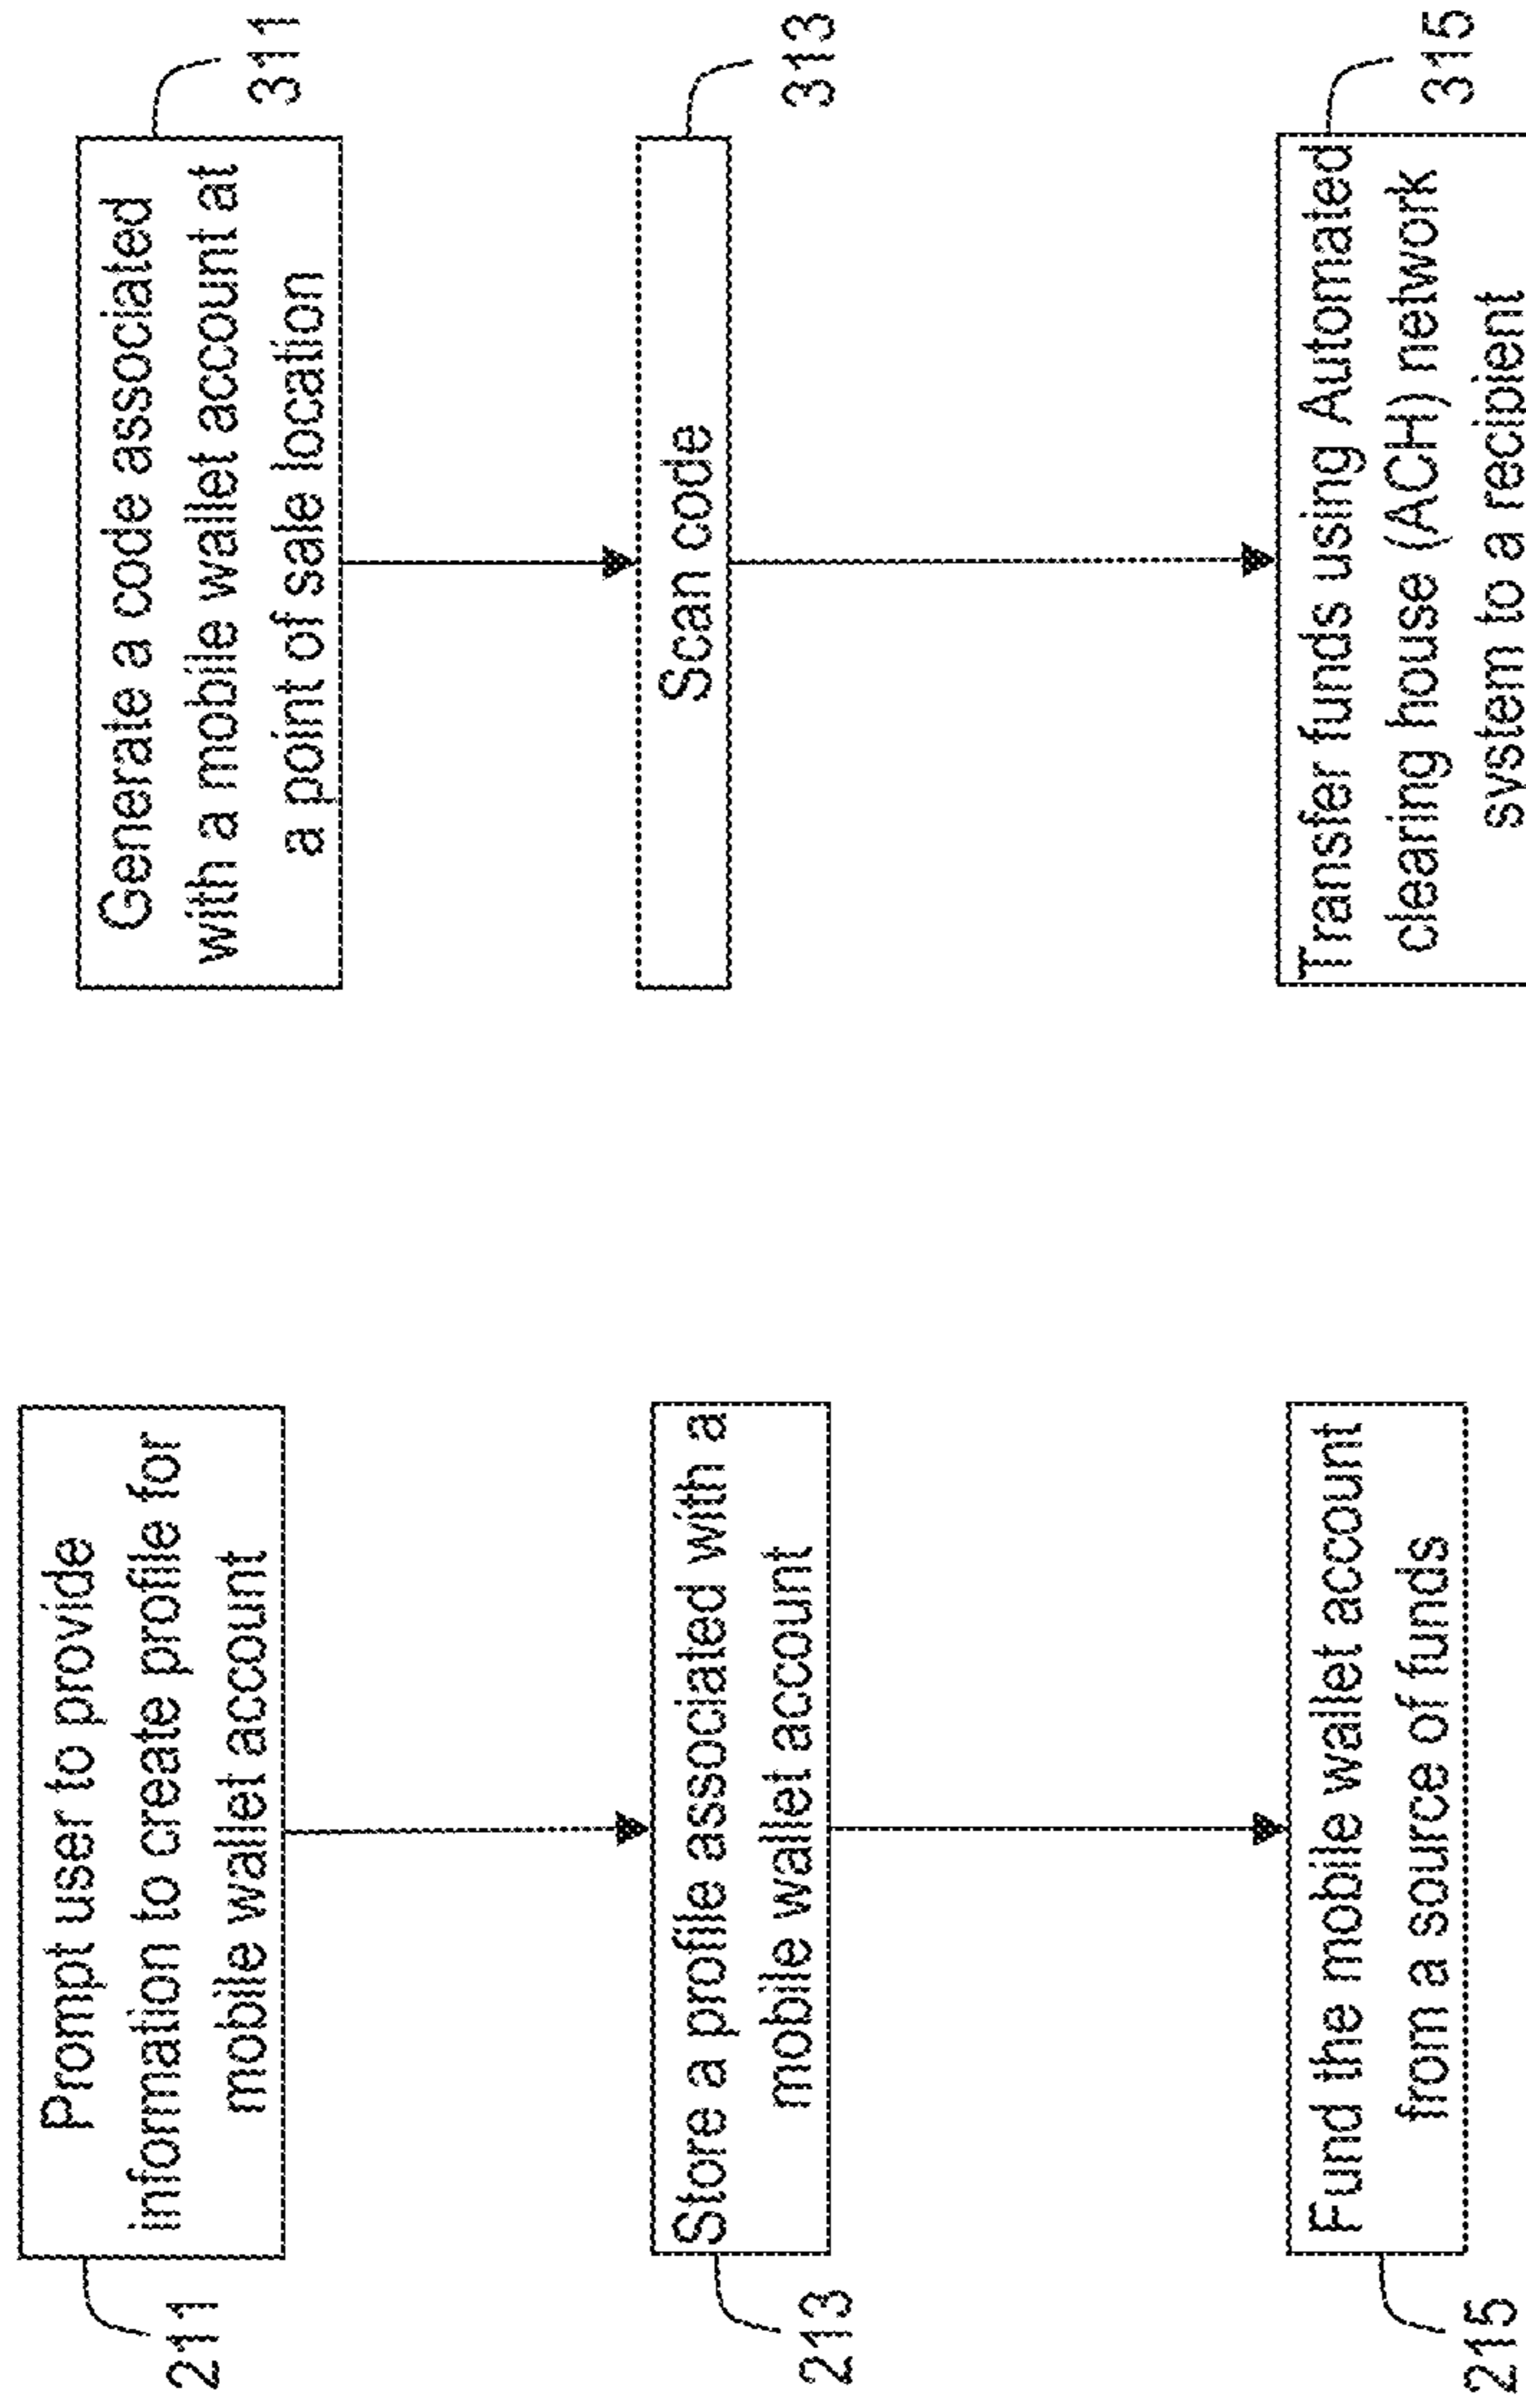 211
Prompt user to provide
information to create profile for
mobile wallet account
213
Store a profile associated with a
mobile wallet account
215
Fund the mobile wallet account
from a source of funds
Generate a code associated
with a mobile wallet account at
a point of sale location
311
Scan code
313
Transfer funds using Automated
clearing house (ACH) network
system to a recipient
315